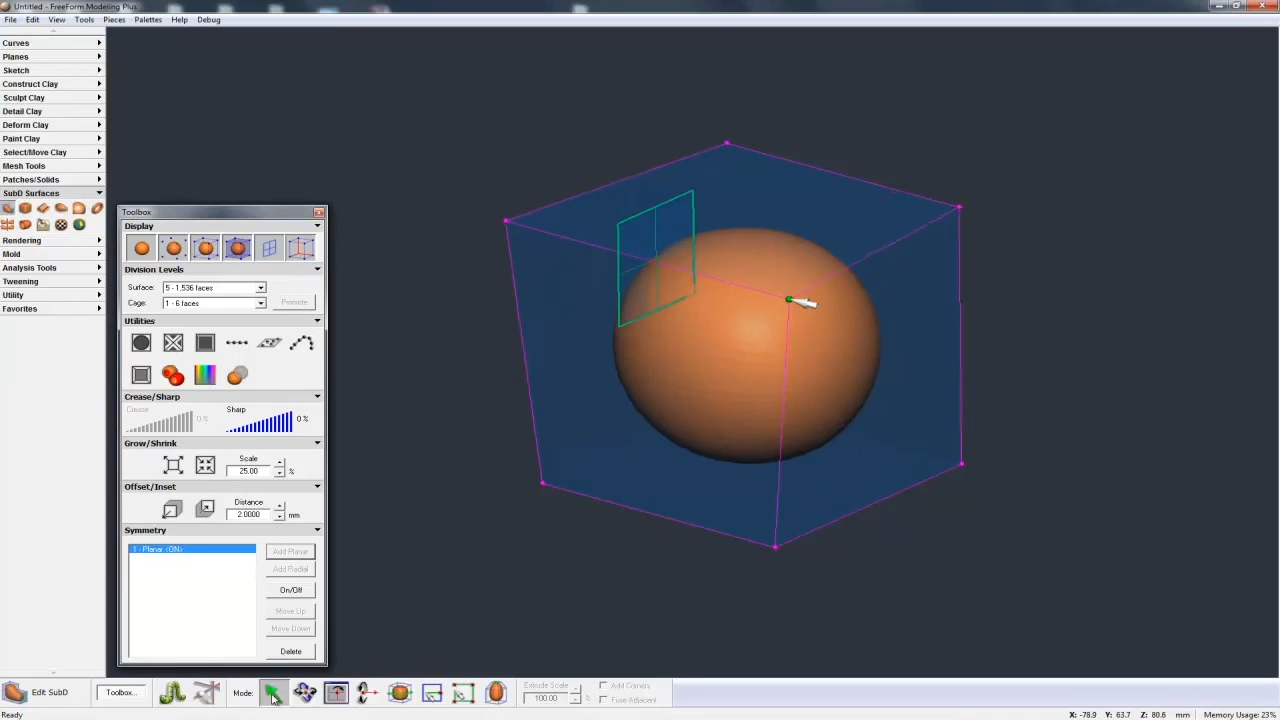 Untitled - FreeForm Modeling Plus
File Edit View Tools Pieces Palettes Help Debug
Curves
Planes
Sketch
Construct Clay
Sculpt Clay
Detail Clay
Deform Clay
Paint Clay
Select/Move Clay
Mesh Tools
Patches/Solids
SubD Surfaces
Rendering
Mold
Analysis Tools
Tweening
Utility
Favorites
Toolbox
Display
Division Levels
Surface: 5 - 1,536 faces
Cage: 1 - 6 faces Promote
Utilities
Crease/Sharp
Crease 0 % Sharp 0 %
Grow/Shrink
Scale
25.00 %
Offset/Inset
Distance
2.0000 mm
Symmetry
1 - Planar <ON>
Add Planar
Add Radial
On/Off
Move Up
Move Down
Delete
Edit SubD Toolbox... Mode: Extrude Scale
100.00 %
Add Corners
Fuse Adjacent
Ready X: -78.9 Y: 63.7 Z: 80.6 mm Memory Usage: 23%